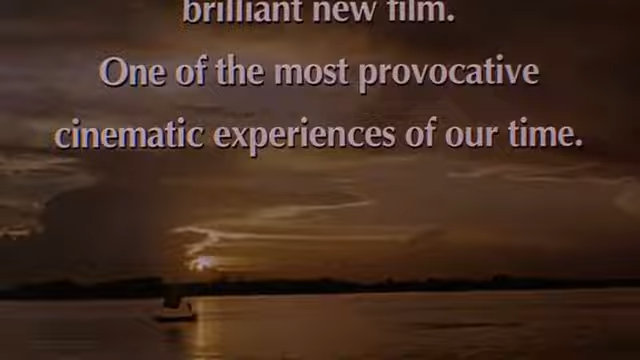 brilliant new film.
One of the most provocative
cinematic experiences of our time.